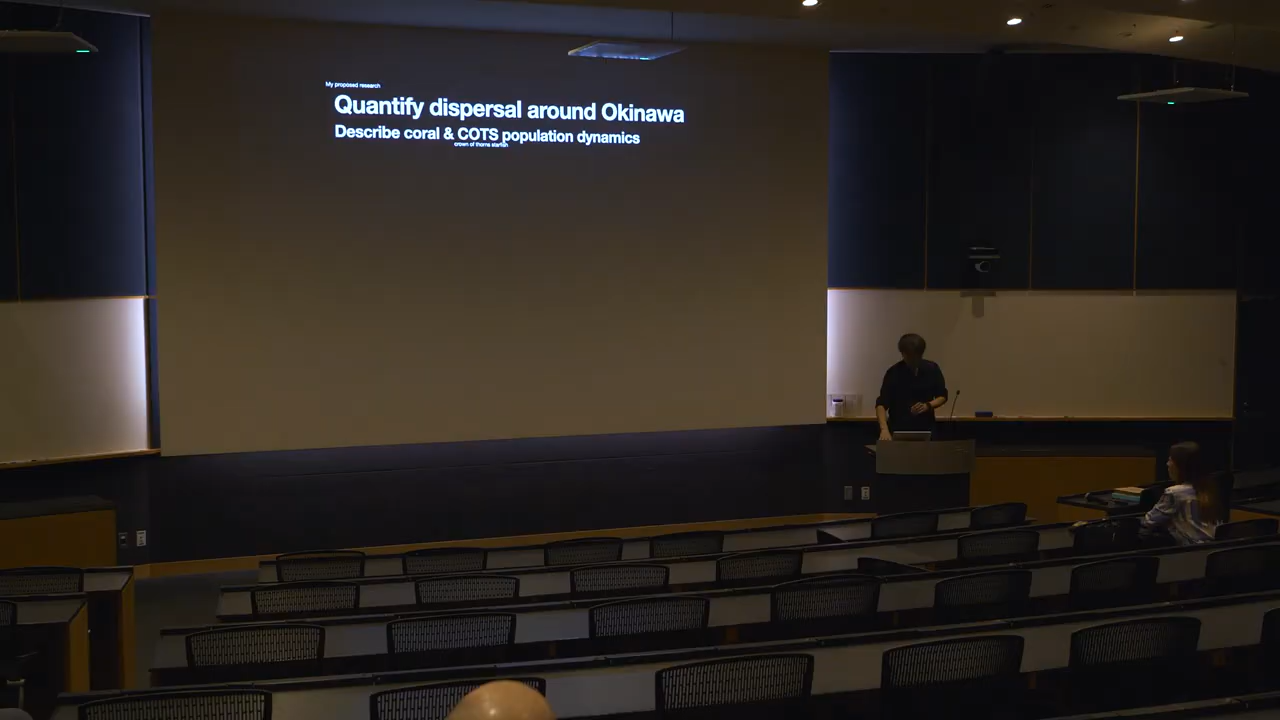 My proposed research
Quantify dispersal around Okinawa
Describe coral & COTS population dynamics
crown of thorns starfish